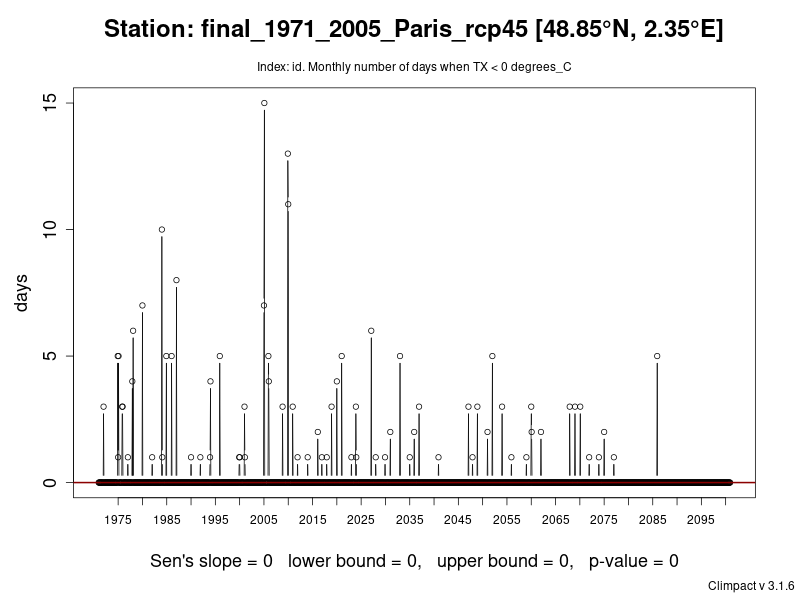 Station: final_1971_2005_Paris_rcp45 [48.85°N, 2.35°E]
Index: id. Monthly number of days when TX < 0 degrees_C
15
10
5
0
days
1975 1985 1995 2005 2015 2025 2035 2045 2055 2065 2075 2085 2095
Sen's slope = 0 lower bound = 0, upper bound = 0, p-value = 0
Climpact v 3.1.6